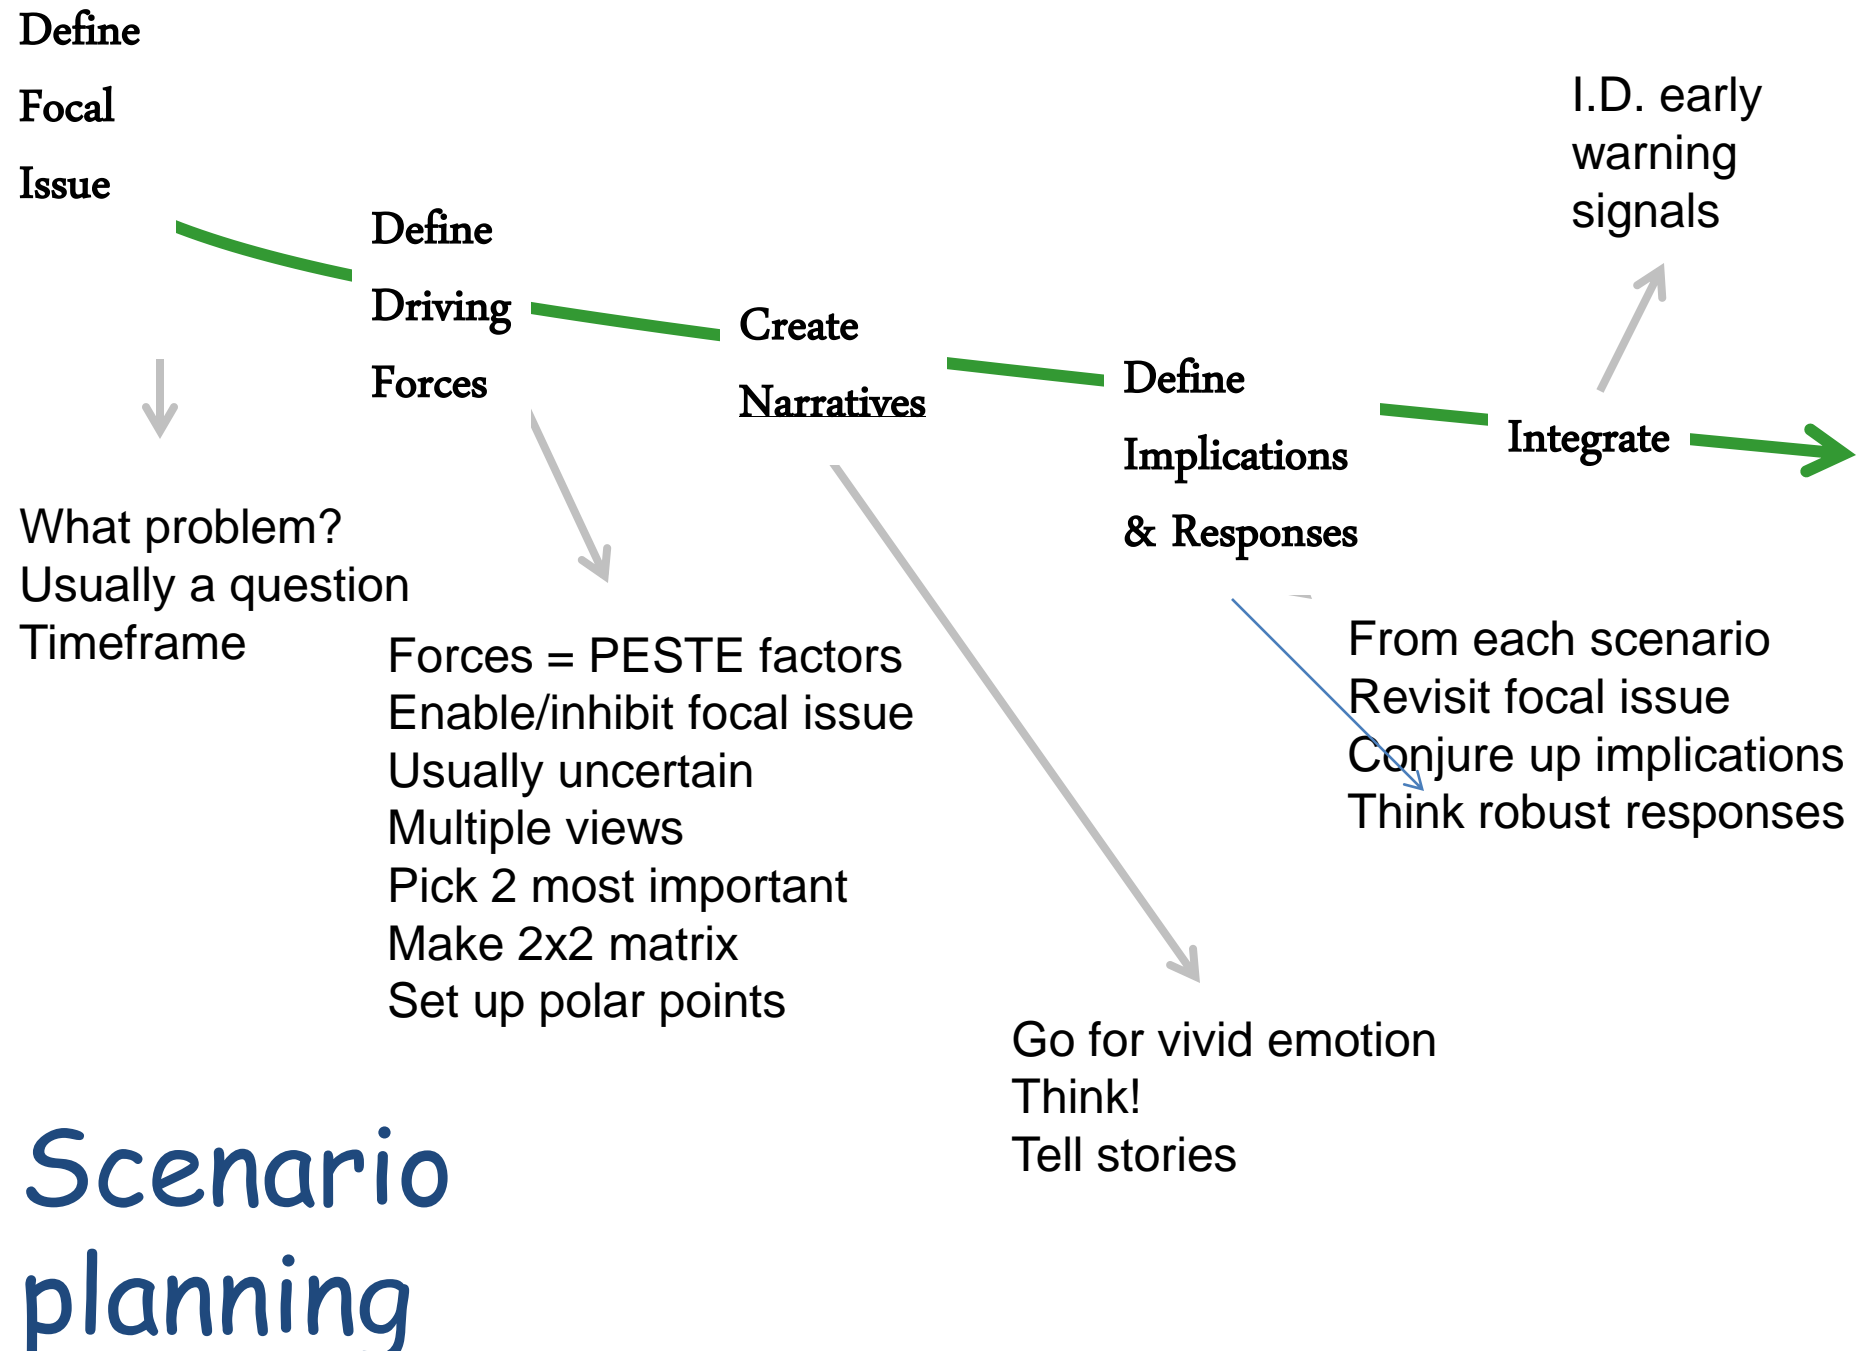 Define
Focal
Issue
What problem?
Usually a question
Timeframe
Define
Driving
Forces
Forces = PESTE factors
Enable/inhibit focal issue
Usually uncertain
Multiple views
Pick 2 most important
Make 2x2 matrix
Set up polar points
Create
Narratives
Go for vivid emotion
Think!
Tell stories
Define
Implications
& Responses
From each scenario
Revisit focal issue
Conjure up implications
Think robust responses
Integrate
I.D. early
warning
signals
Scenario
planning